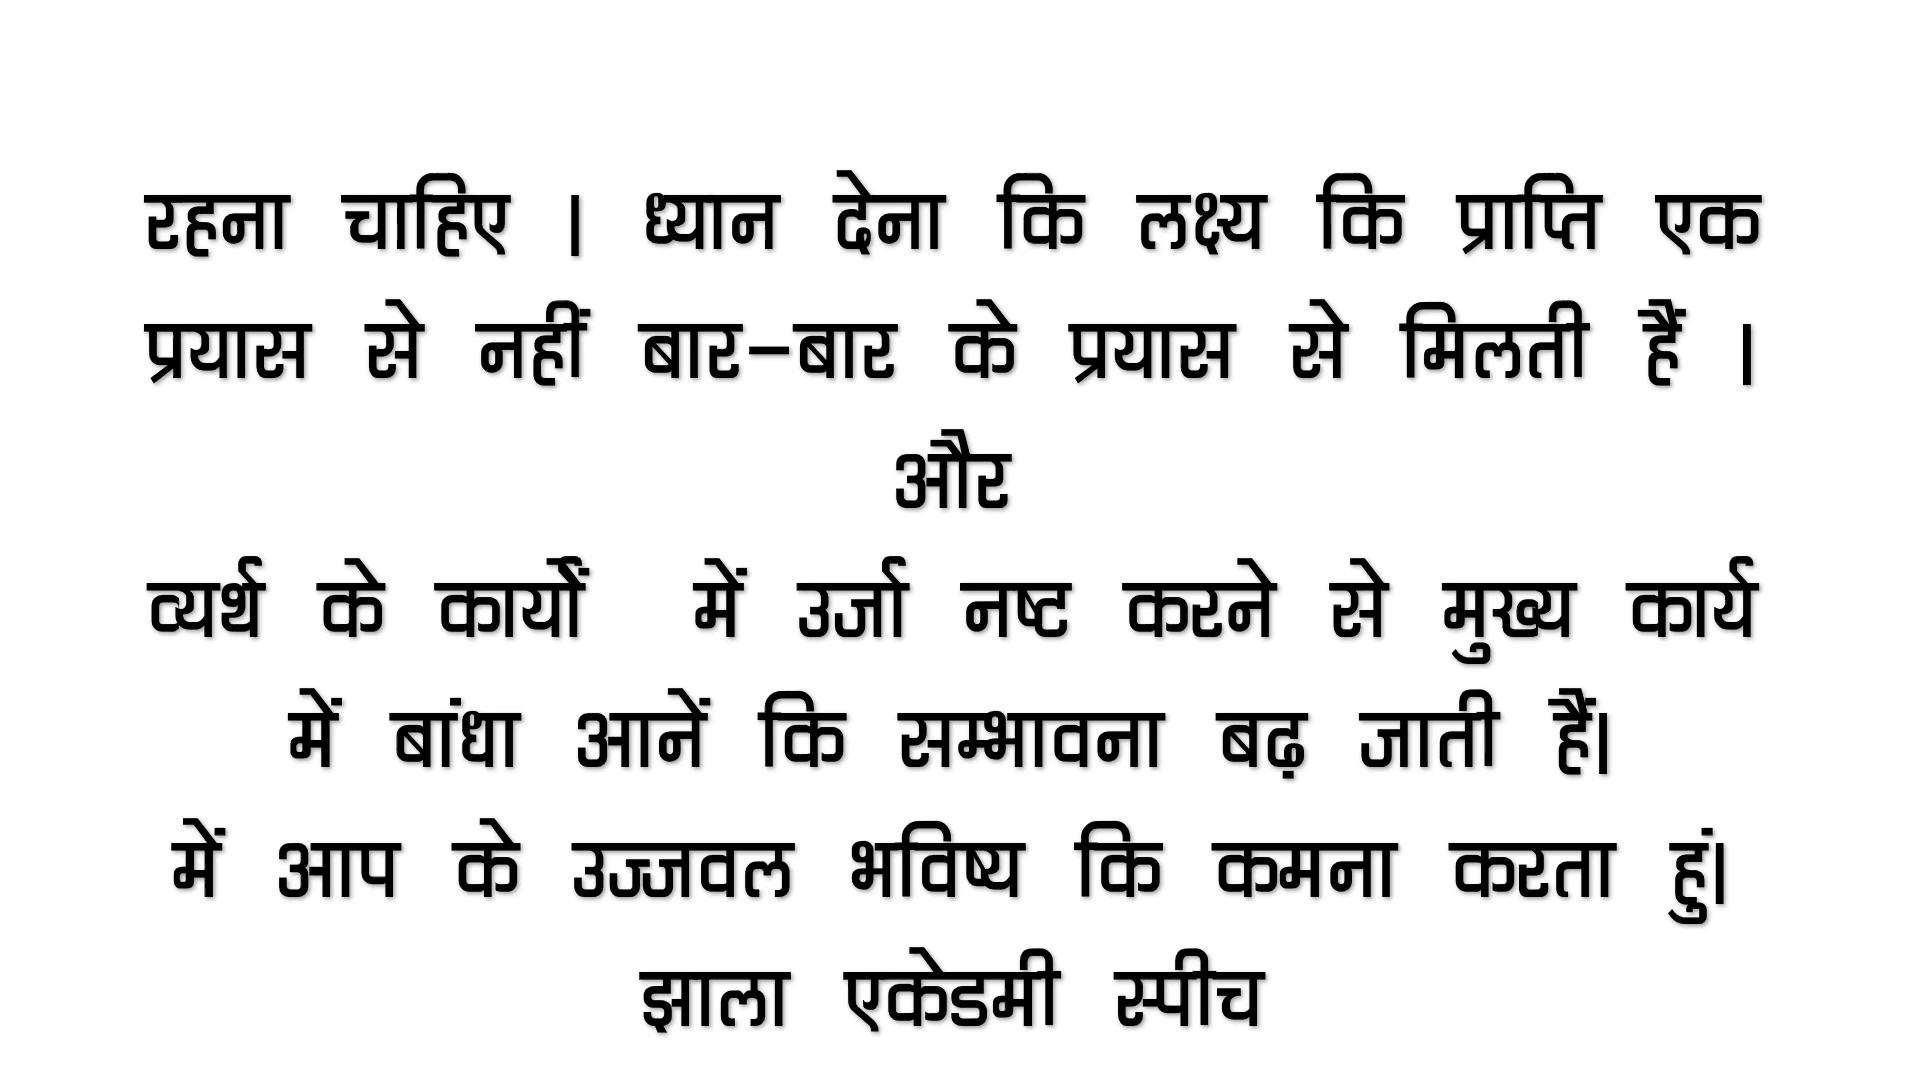 रहना चाहिए । ध्यान देना कि लक्ष्य कि प्राप्ति एक
प्रयास से नहीं बार-बार के प्रयास से मिलती हैं ।
और
व्यर्थ के कार्यों में उर्जा नष्ट करने से मुख्य कार्य
में बांधा आनें कि सम्भावना बढ़ जाती हैं।
में आप के उज्जवल भविष्य कि कमना करता हुं।
झाला एकेडमी स्पीच